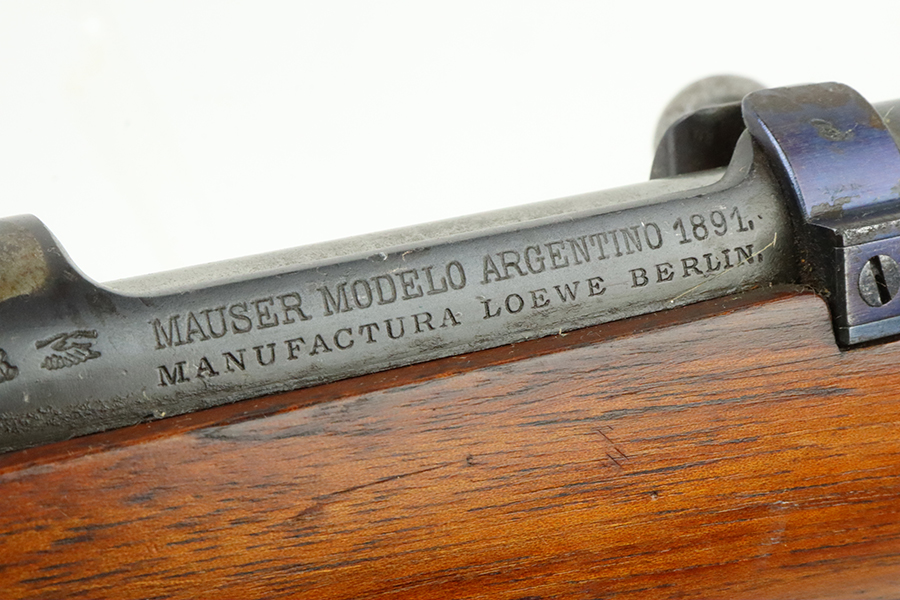 MAUSER MODELO ARGENTINO 1891.
MANUFACTURA LOEWE BERLIN.